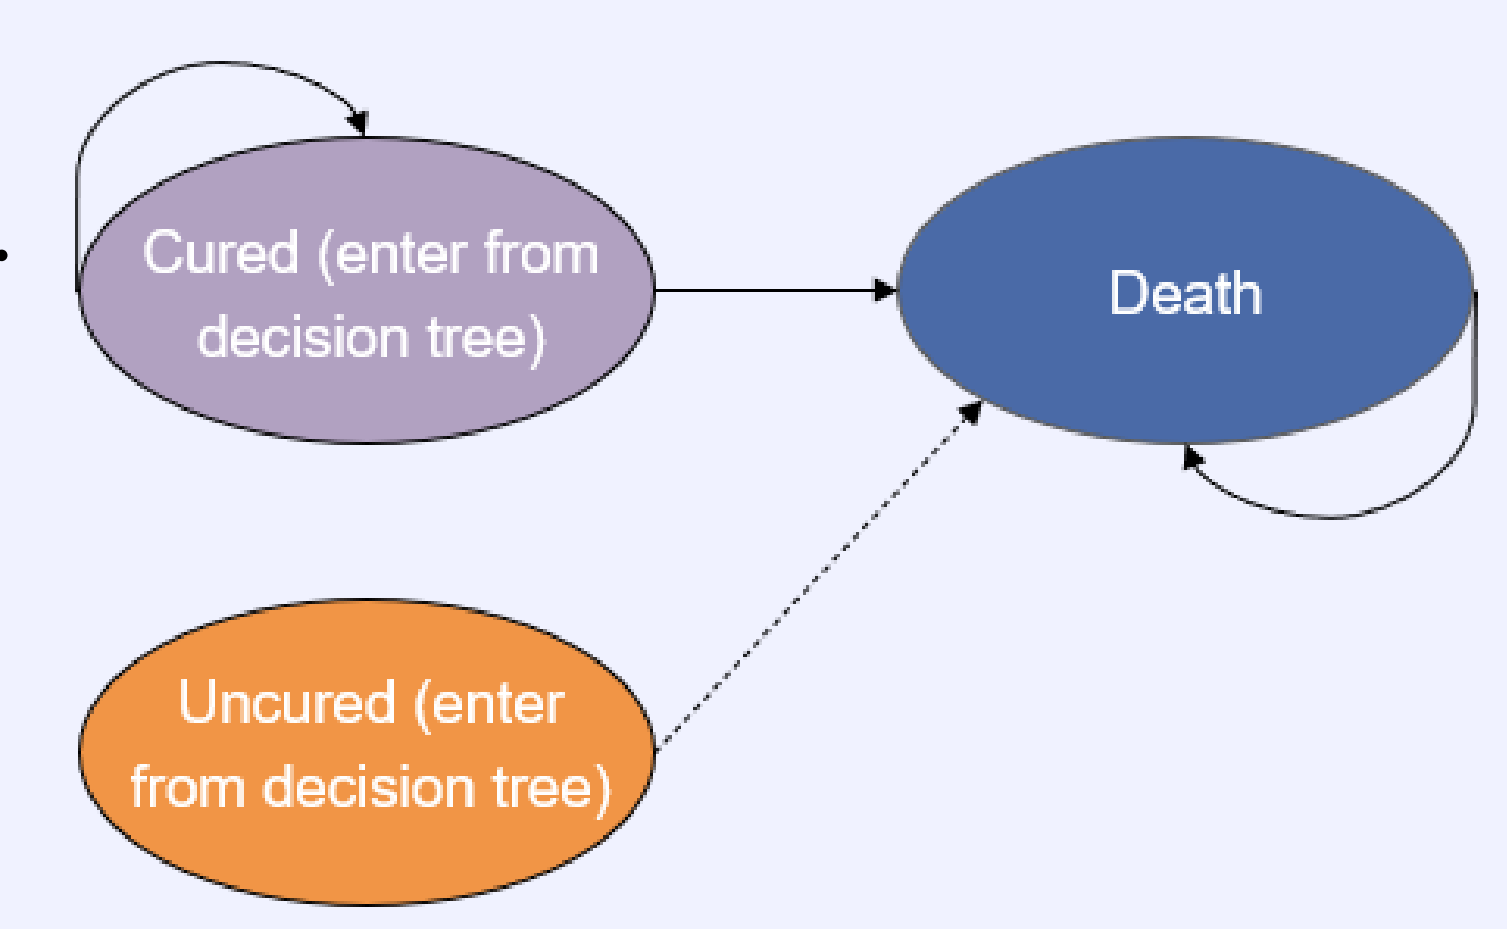 Cured (enter from
decision tree)
Death
Uncured (enter
from decision tree)